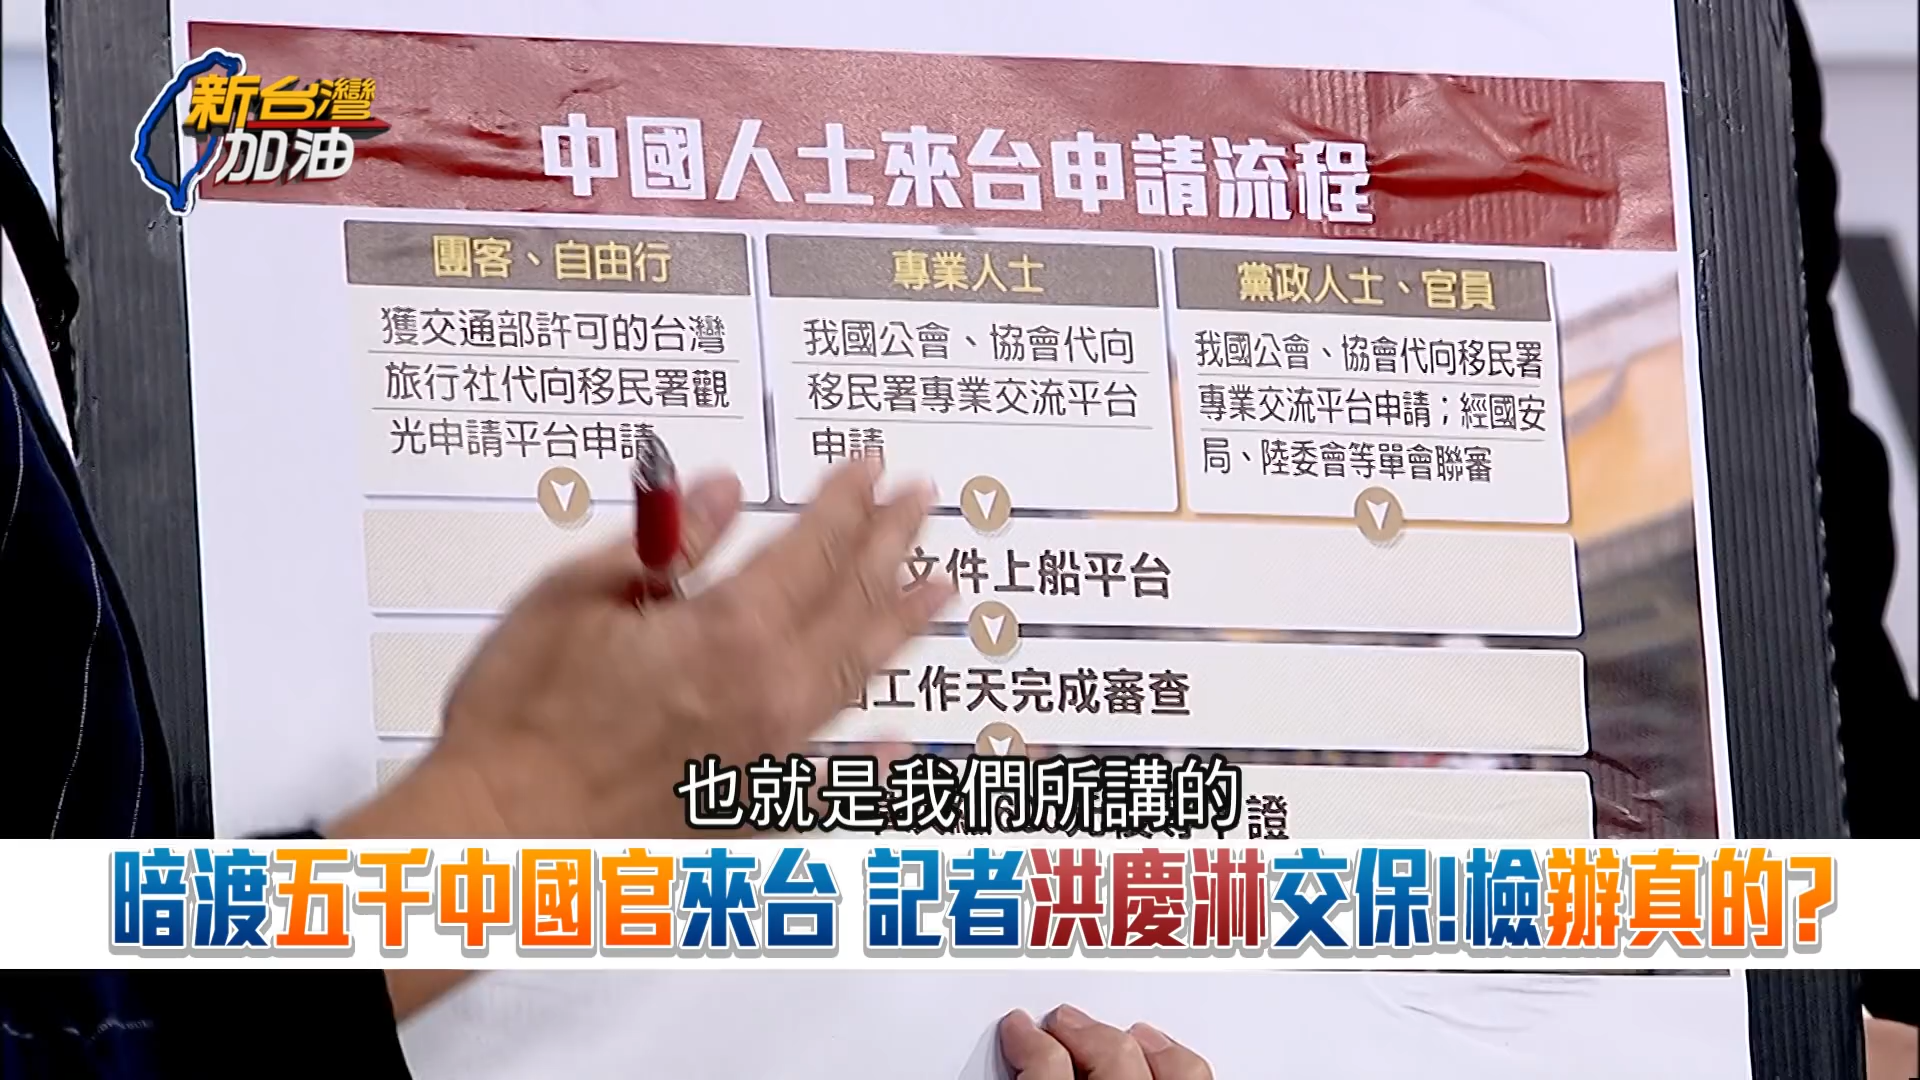 新台灣
加油
中國人士來台申請流程
團客、自由行
獲交通部許可的台灣
旅行社代向移民署觀
光申請平台申請
專業人士
我國公會、協會代向
移民署專業交流平台
申請
黨政人士、官員
我國公會、協會代向移民署
專業交流平台申請；經國安
局、陸委會等單會聯審
文件上船平台
工作天完成審查
證
也就是我們所講的
暗渡五千中國官來台 記者洪慶淋交保!檢辦真的?